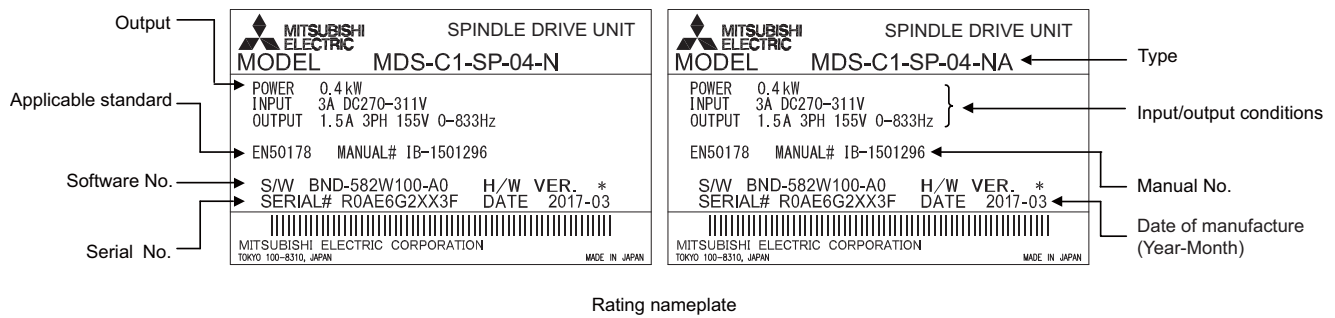 Output
Applicable standard
Software No.
Serial No.
MITSUBISHI
ELECTRIC
SPINDLE DRIVE UNIT
MODEL MDS-C1-SP-04-N
POWER 0.4kW
INPUT 3A DC270-311V
OUTPUT 1.5A 3PH 155V 0-833Hz
EN50178 MANUAL# IB-1501296
S/W BND-582W100-A0 H/W VER. *
SERIAL# R0AE6G2XX3F DATE 2017-03
MITSUBISHI ELECTRIC CORPORATION
TOKYO 100-8310, JAPAN MADE IN JAPAN
MITSUBISHI
ELECTRIC
SPINDLE DRIVE UNIT
MODEL MDS-C1-SP-04-NA
POWER 0.4kW
INPUT 3A DC270-311V
OUTPUT 1.5A 3PH 155V 0-833Hz
EN50178 MANUAL# IB-1501296
S/W BND-582W100-A0 H/W VER. *
SERIAL# R0AE6G2XX3F DATE 2017-03
MITSUBISHI ELECTRIC CORPORATION
TOKYO 100-8310, JAPAN MADE IN JAPAN
Type
Input/output conditions
Manual No.
Date of manufacture
(Year-Month)
Rating nameplate